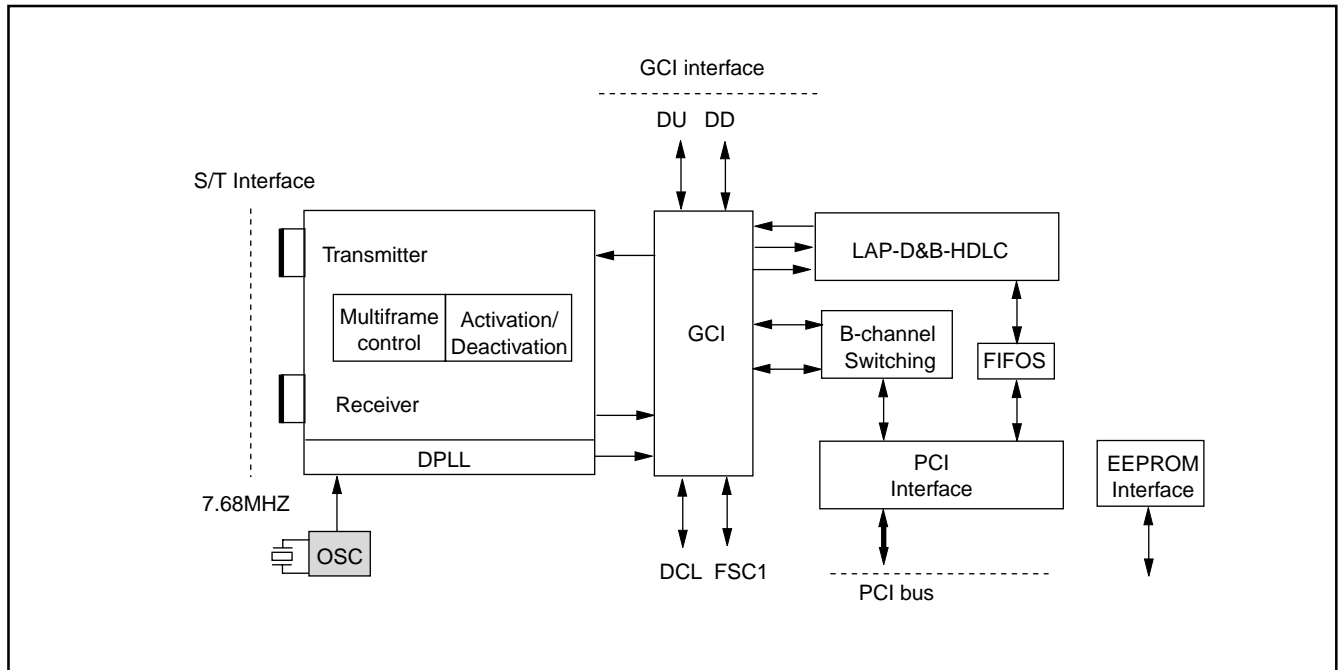 GCI interface
DU DD
S/T Interface
Transmitter
LAP-D&B-HDLC
Multiframe
control
Activation/
Deactivation
GCI
B-channel
Switching
FIFOS
Receiver
DPLL
PCI
Interface
EEPROM
Interface
7.68MHZ
OSC
DCL FSC1
PCI bus